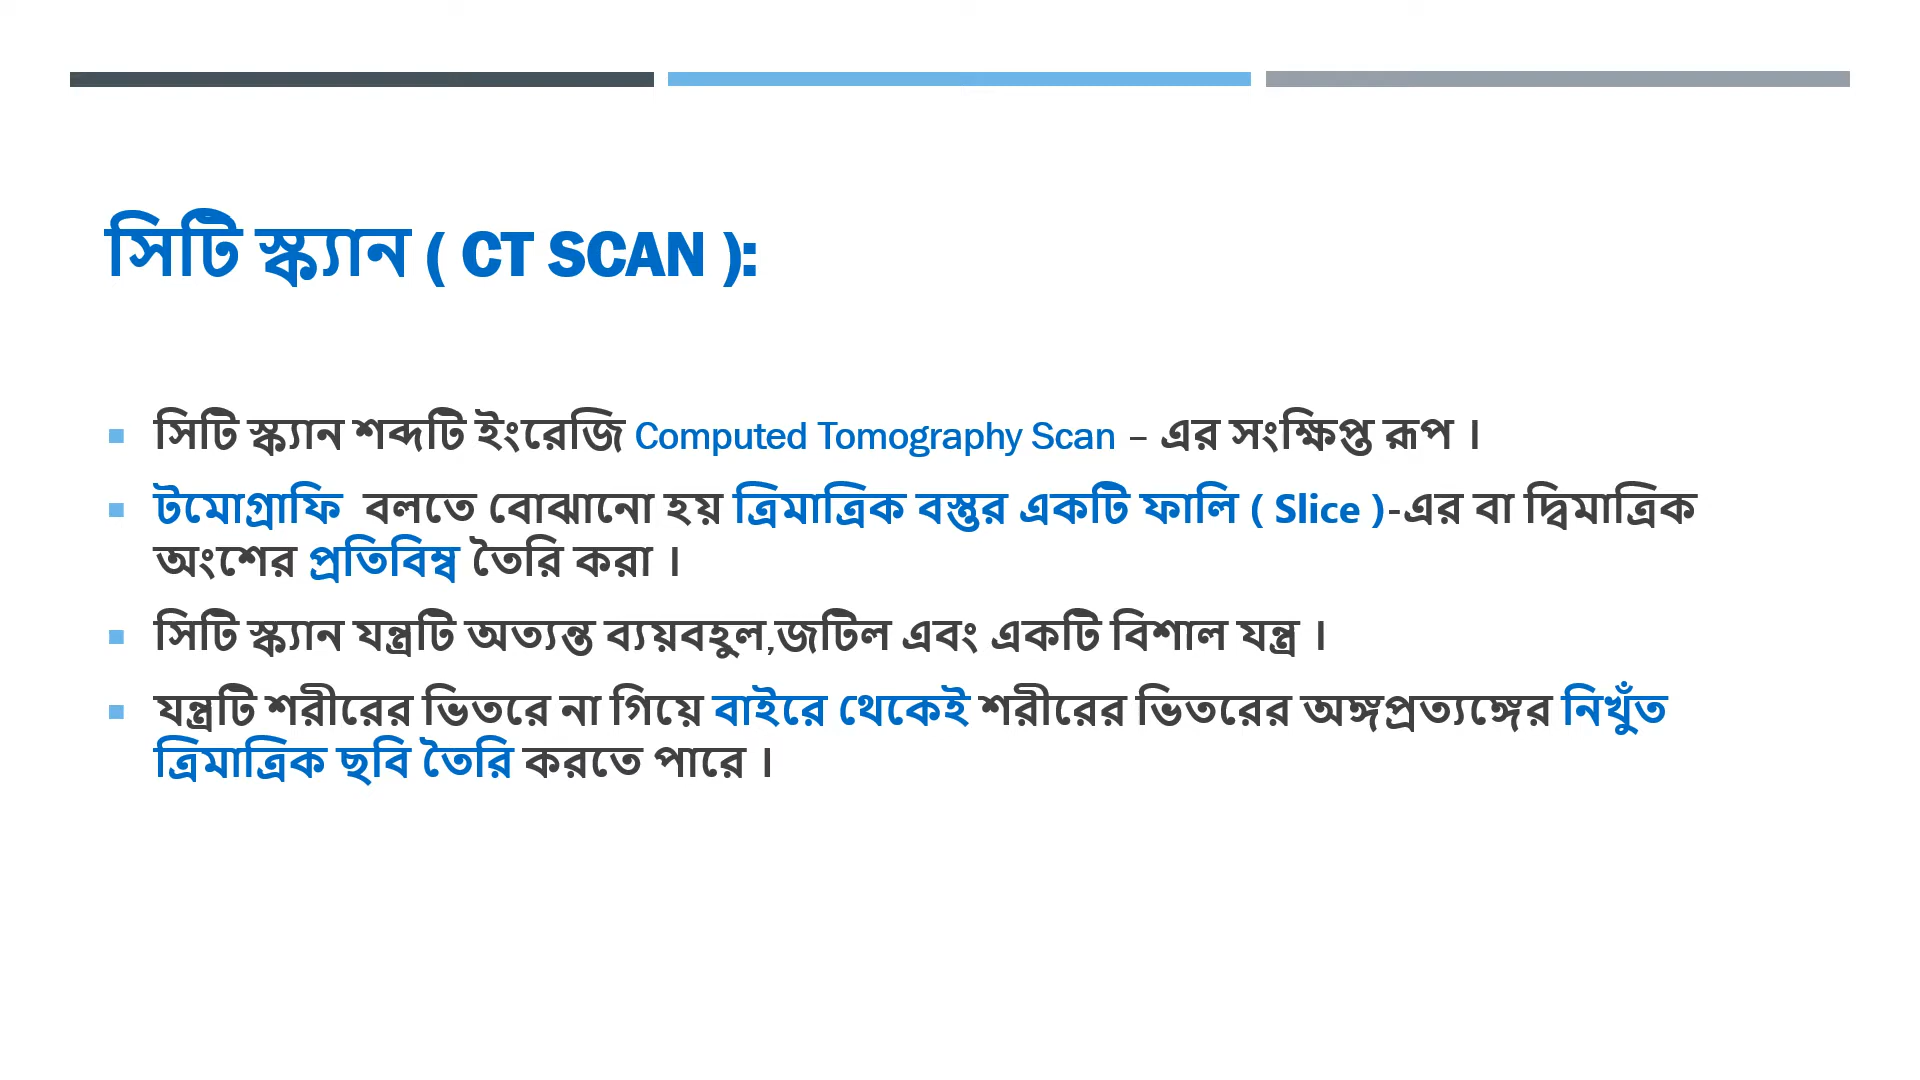 সিটি স্ক্যান ( CT SCAN ):
সিটি স্ক্যান শব্দটি ইংরেজি Computed Tomography Scan – এর সংক্ষিপ্ত রূপ ।
টমোগ্রাফি বলতে বোঝানো হয় ত্রিমাত্রিক বস্তুর একটি ফালি ( Slice )-এর বা দ্বিমাত্রিক
অংশের প্রতিবিম্ব তৈরি করা ।
সিটি স্ক্যান যন্ত্রটি অত্যন্ত ব্যয়বহুল,জটিল এবং একটি বিশাল যন্ত্র ।
যন্ত্রটি শরীরের ভিতরে না গিয়ে বাইরে থেকেই শরীরের ভিতরের অঙ্গপ্রত্যঙ্গের নিখুঁত
ত্রিমাত্রিক ছবি তৈরি করতে পারে ।